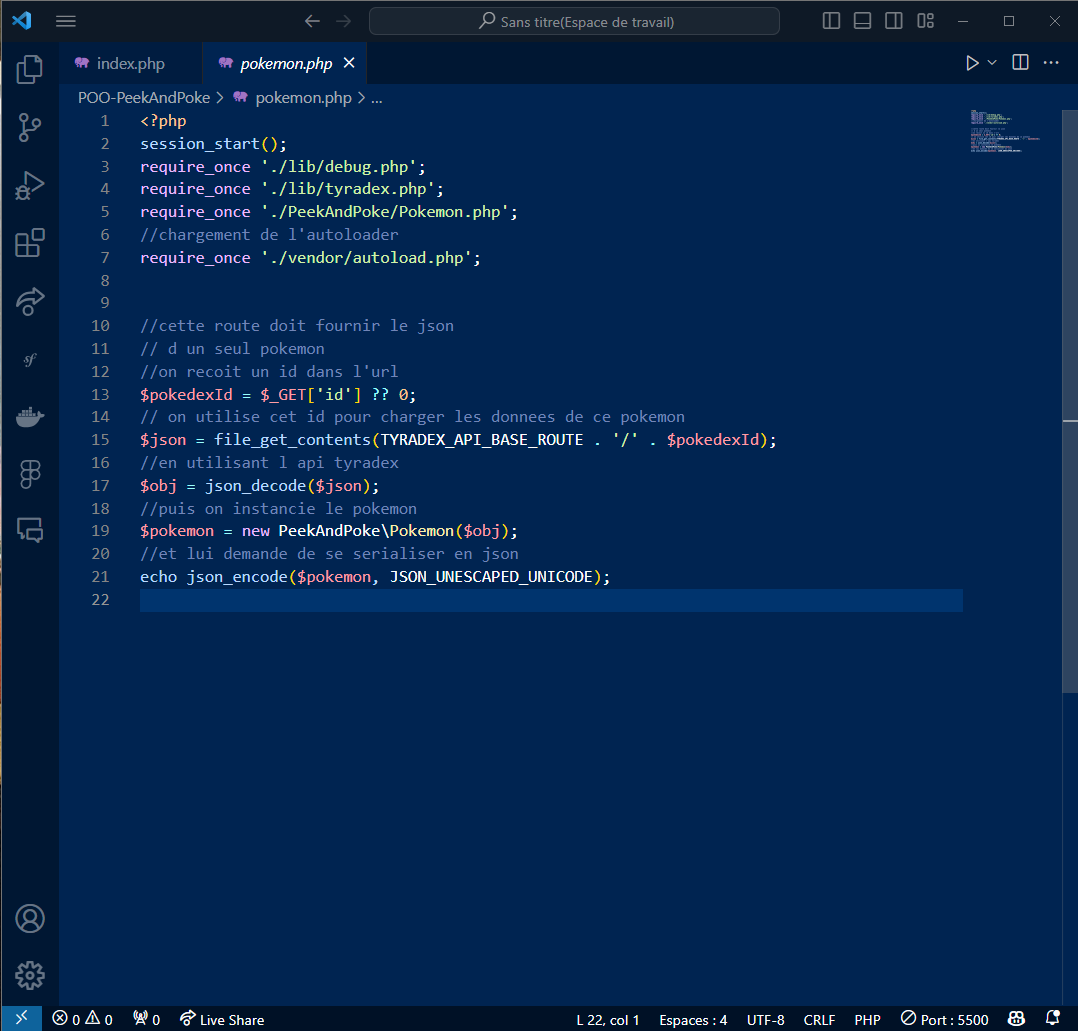 Sans titre(Espace de travail)
index.php
pokemon.php
POO-PeekAndPoke > pokemon.php > ...
1 <?php
2 session_start();
3 require_once './lib/debug.php';
4 require_once './lib/tyradex.php';
5 require_once './PeekAndPoke/Pokemon.php';
6 //chargement de l'autoloader
7 require_once './vendor/autoload.php';
8
9
10 //cette route doit fournir le json
11 // d un seul pokemon
12 //on recoit un id dans l'url
13 $pokedexId = $_GET['id'] ?? 0;
14 // on utilise cet id pour charger les donnees de ce pokemon
15 $json = file_get_contents(TYRADEX_API_BASE_ROUTE . '/' . $pokedexId);
16 //en utilisant l api tyradex
17 $obj = json_decode($json);
18 //puis on instancie le pokemon
19 $pokemon = new PeekAndPoke\Pokemon($obj);
20 //et lui demande de se serialiser en json
21 echo json_encode($pokemon, JSON_UNESCAPED_UNICODE);
22
sf
0 0 0 Live Share L 22, col 1 Espaces : 4 UTF-8 CRLF PHP Port : 5500